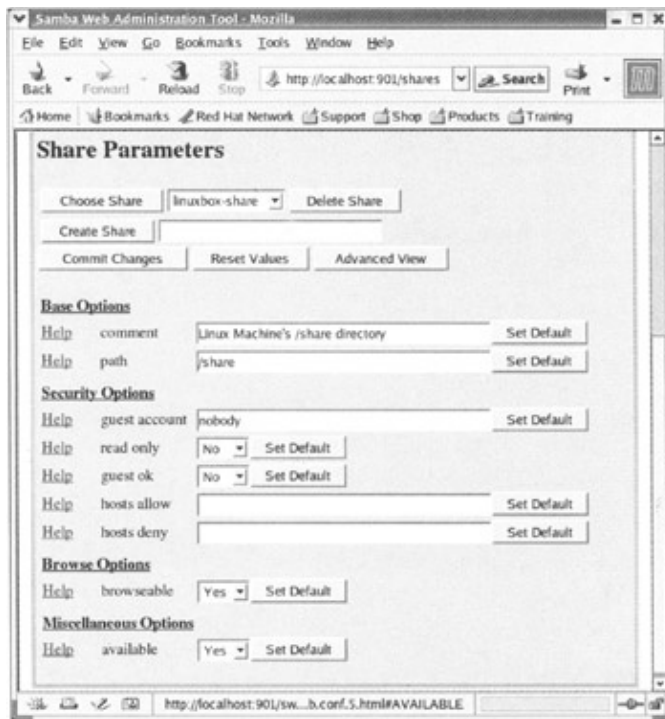 Samba Web Administration Tool - Mozilla
File Edit View Go Bookmarks Tools Window Help
Back Forward Reload Stop http://localhost:901/shares Search Print
Home Bookmarks Red Hat Network Support Shop Products Training
Share Parameters
Choose Share linuxbox-share Delete Share
Create Share
Commit Changes Reset Values Advanced View
Base Options
Help comment Linux Machine's /share directory Set Default
Help path /share Set Default
Security Options
Help guest account nobody Set Default
Help read only No Set Default
Help guest ok No Set Default
Help hosts allow Set Default
Help hosts deny Set Default
Browse Options
Help browseable Yes Set Default
Miscellaneous Options
Help available Yes Set Default
http://localhost:901/sw...b.conf.5.html#AVAILABLE